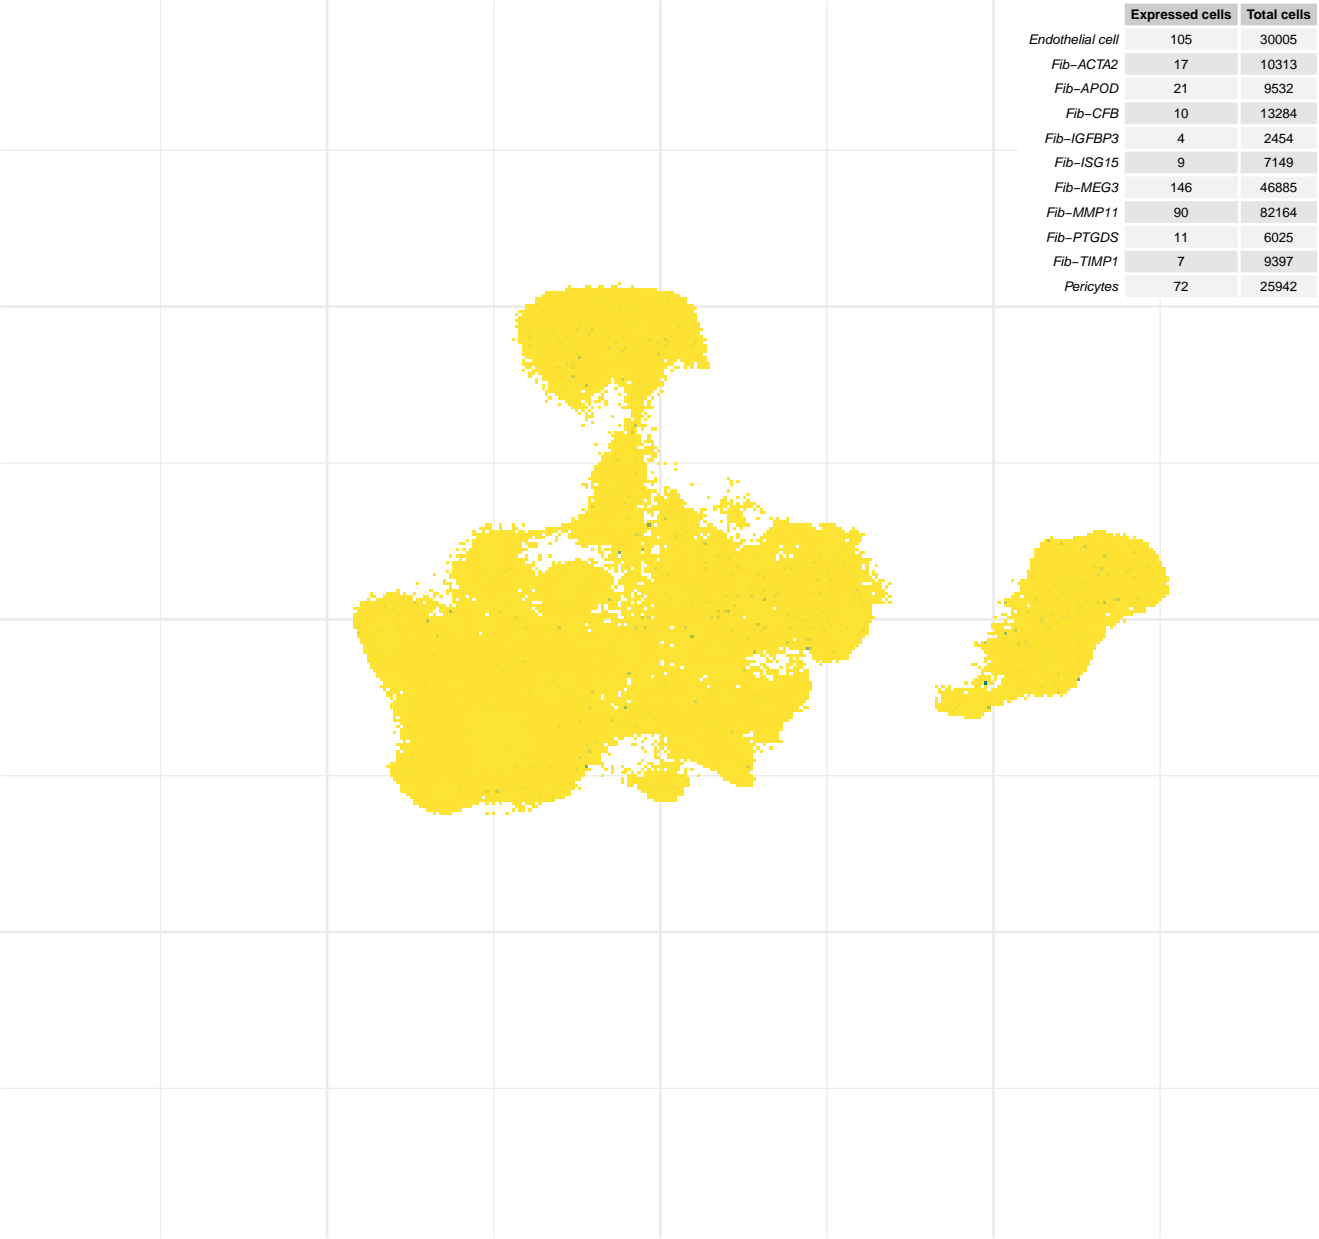 Expressed cells Total cells
Endothelial cell 105 30005
Fib−ACTA2 17 10313
Fib−APOD 21 9532
Fib−CFB 10 13284
Fib−IGFBP3 4 2454
Fib−ISG15 9 7149
Fib−MEG3 146 46885
Fib−MMP11 90 82164
Fib−PTGDS 11 6025
Fib−TIMP1 7 9397
Pericytes 72 25942